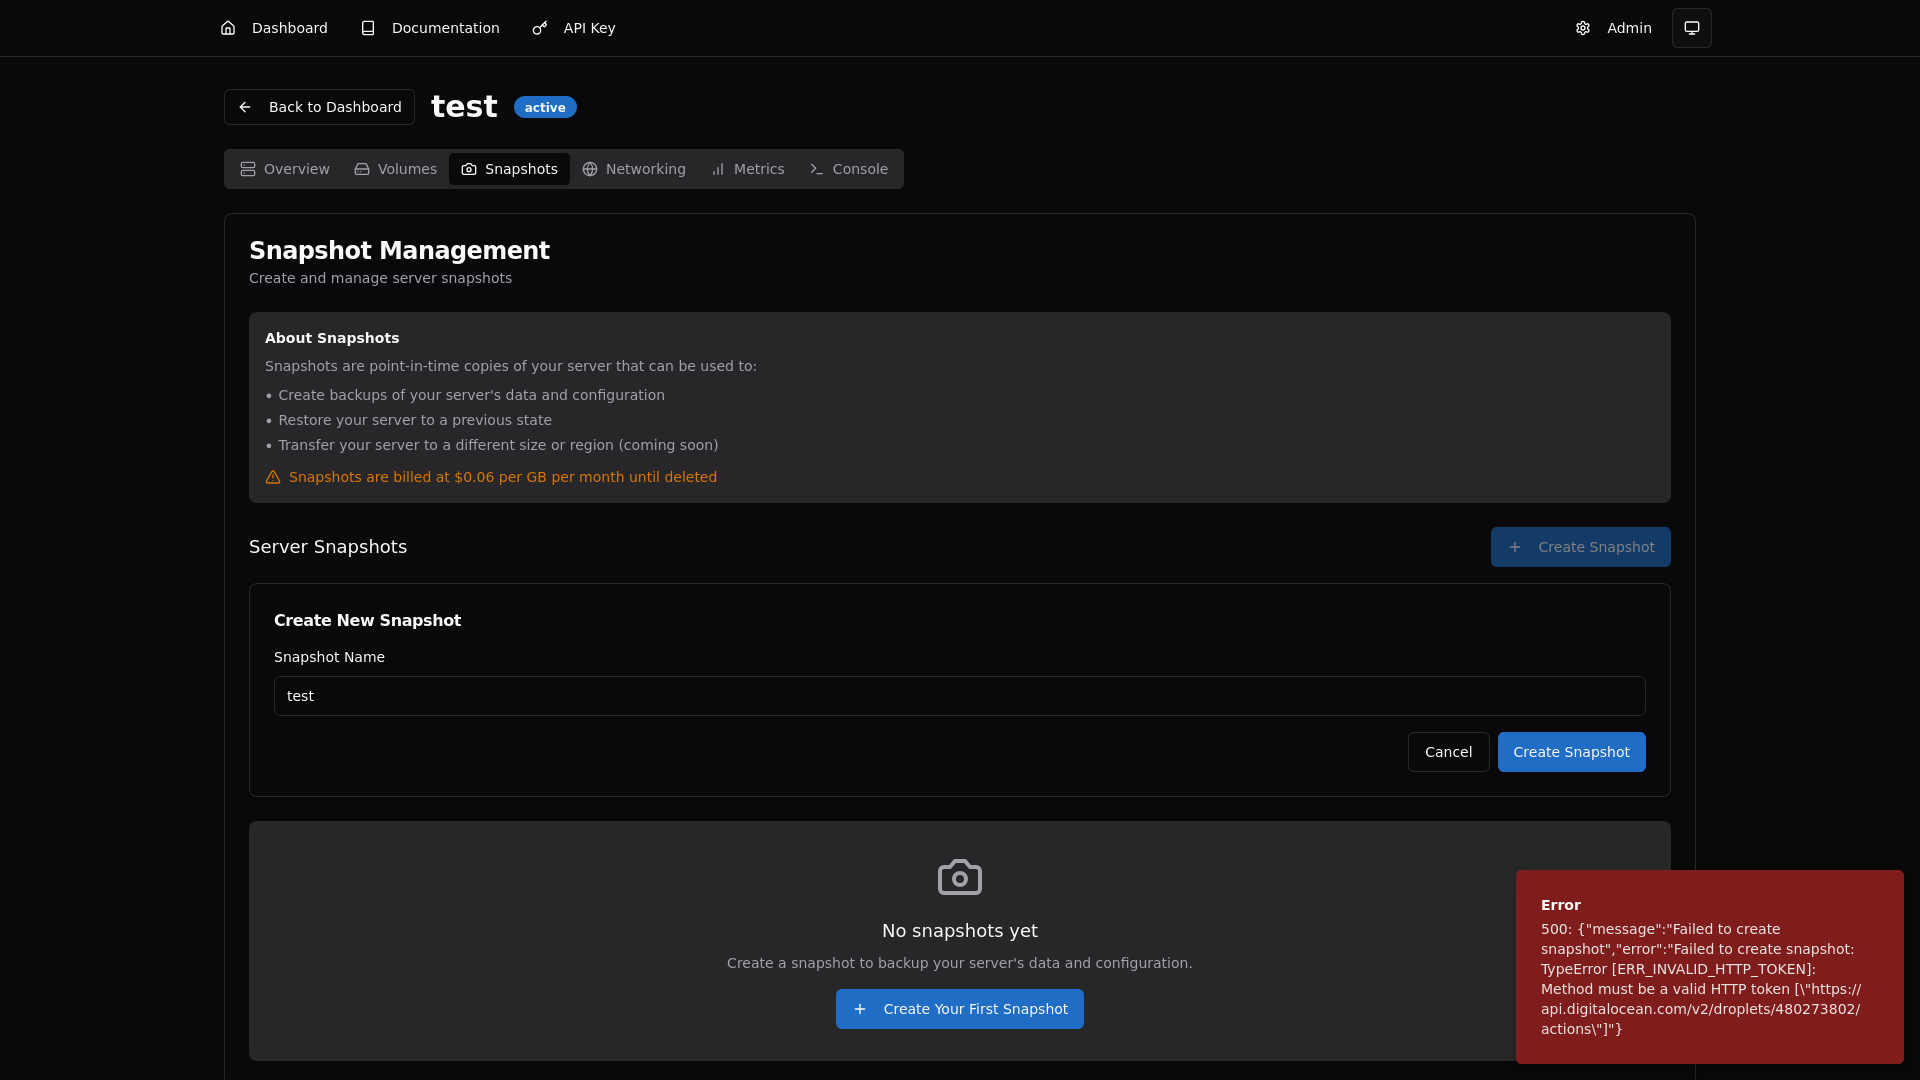 Dashboard
Documentation
API Key
Admin
Back to Dashboard
test
active
Overview
Volumes
Snapshots
Networking
Metrics
Console
Snapshot Management
Create and manage server snapshots
About Snapshots
Snapshots are point-in-time copies of your server that can be used to:
• Create backups of your server's data and configuration
• Restore your server to a previous state
• Transfer your server to a different size or region (coming soon)
Snapshots are billed at $0.06 per GB per month until deleted
Server Snapshots
Create Snapshot
Create New Snapshot
Snapshot Name
test
Cancel
Create Snapshot
No snapshots yet
Create a snapshot to backup your server's data and configuration.
Create Your First Snapshot
Error
500: {"message":"Failed to create
snapshot","error":"Failed to create snapshot:
TypeError [ERR_INVALID_HTTP_TOKEN]:
Method must be a valid HTTP token [\"https://
api.digitalocean.com/v2/droplets/480273802/
actions\"]"}